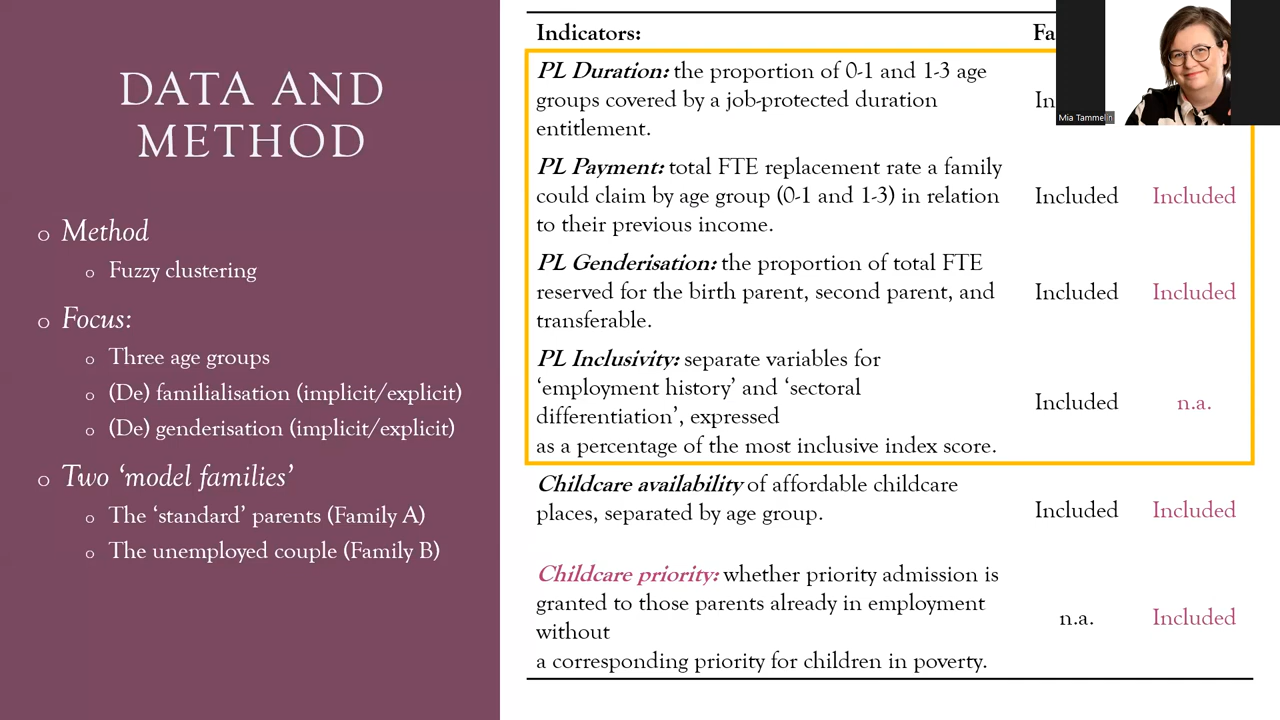 DATA AND
METHOD
o Method
o Fuzzy clustering
o Focus:
o Three age groups
o (De) familialisation (implicit/explicit)
o (De) genderisation (implicit/explicit)
o Two ‘model families’
o The ‘standard’ parents (Family A)
o The unemployed couple (Family B)
Indicators: Fa
PL Duration: the proportion of 0-1 and 1-3 age
groups covered by a job-protected duration In
entitlement.
PL Payment: total FTE replacement rate a family
could claim by age group (0-1 and 1-3) in relation Included Included
to their previous income.
PL Genderisation: the proportion of total FTE
reserved for the birth parent, second parent, and Included Included
transferable.
PL Inclusivity: separate variables for
‘employment history’ and ‘sectoral
differentiation’, expressed Included n.a.
as a percentage of the most inclusive index score.
Childcare availability of affordable childcare
places, separated by age group. Included Included
Childcare priority: whether priority admission is
granted to those parents already in employment
without n.a. Included
a corresponding priority for children in poverty.
Mia Tammelin